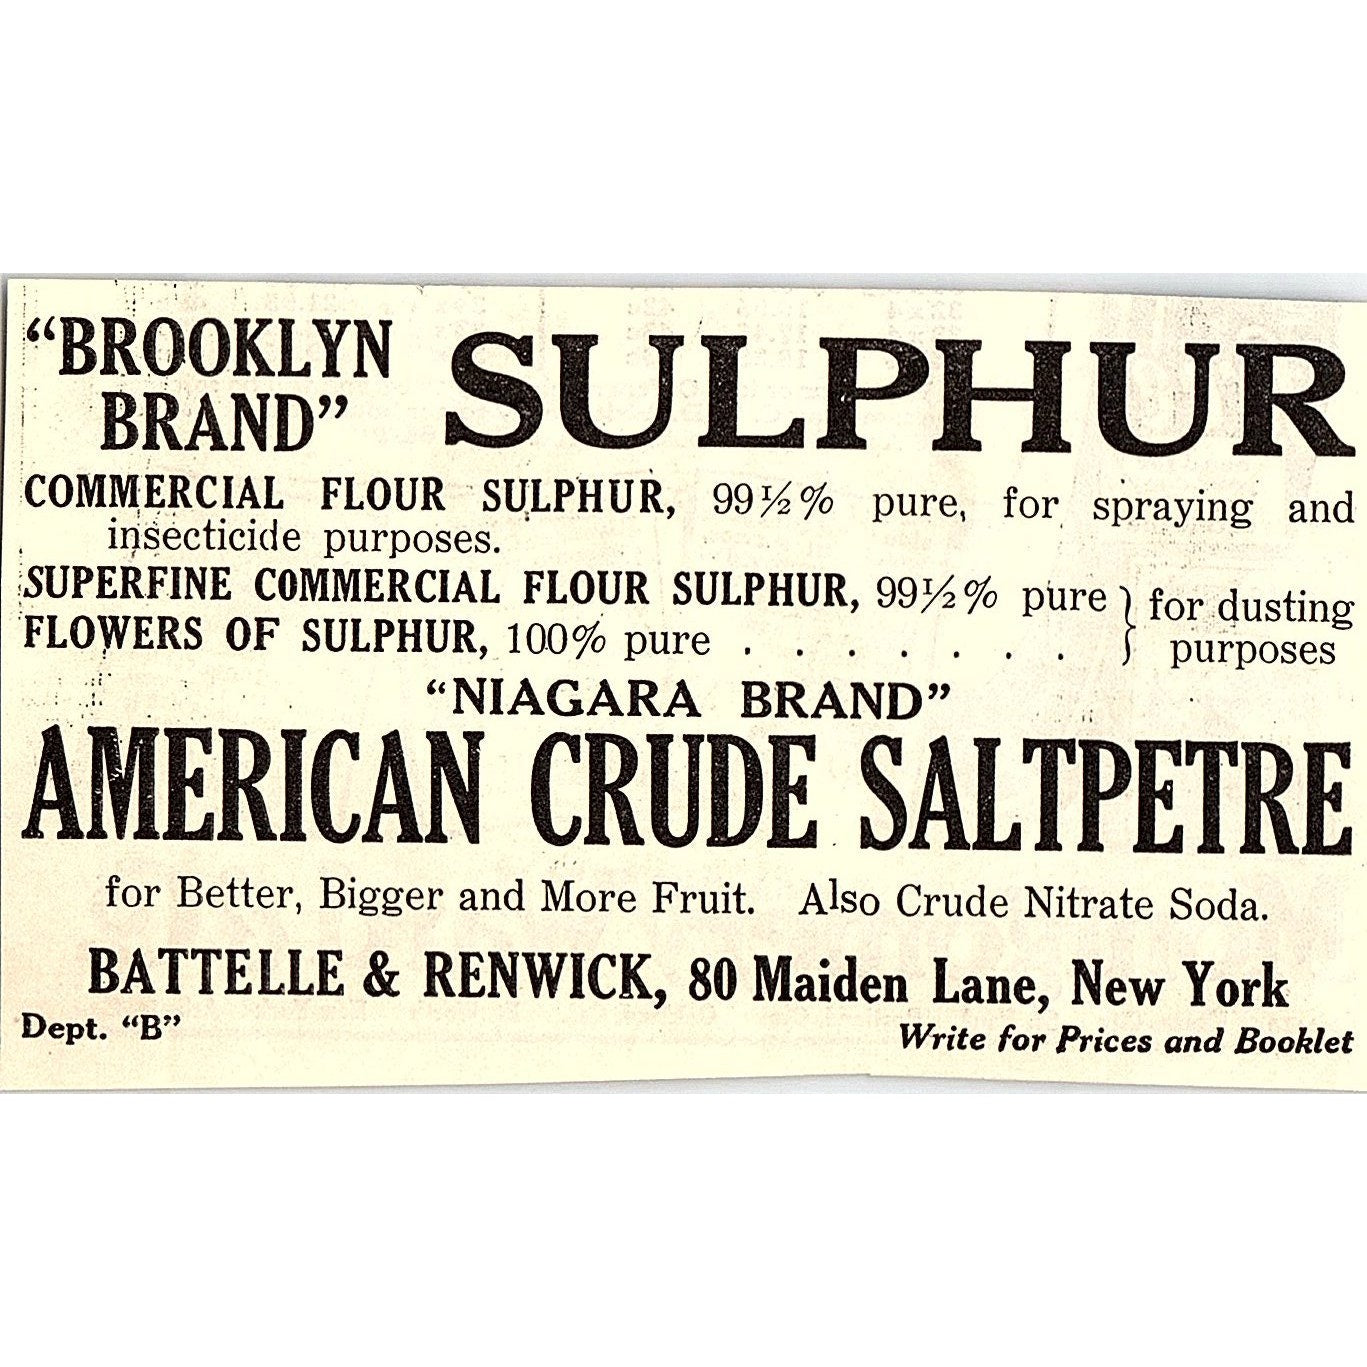 "BROOKLYN BRAND" SULPHUR
COMMERCIAL FLOUR SULPHUR, 99½% pure, for spraying and
insecticide purposes.
SUPERFINE COMMERCIAL FLOUR SULPHUR, 99½% pure } for dusting
FLOWERS OF SULPHUR, 100% pure . . . . . . . } purposes
"NIAGARA BRAND"
AMERICAN CRUDE SALTPETRE
for Better, Bigger and More Fruit. Also Crude Nitrate Soda.
BATTELLE & RENWICK, 80 Maiden Lane, New York
Dept. "B" Write for Prices and Booklet